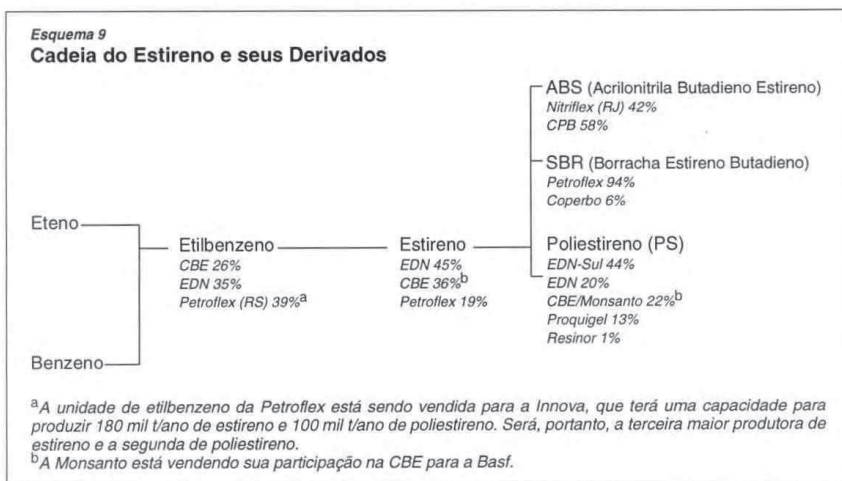 Esquema 9
Cadeia do Estireno e seus Derivados
ABS (Acrilonitrila Butadieno Estireno)
Nitriflex (RJ) 42%
CPB 58%
SBR (Borracha Estireno Butadieno)
Petroflex 94%
Coperbo 6%
Eteno
Etilbenzeno
CBE 26%
EDN 35%
Petroflex (RS) 39%a
Estireno
EDN 45%
CBE 36%b
Petroflex 19%
Poliestireno (PS)
EDN-Sul 44%
EDN 20%
CBE/Monsanto 22%b
Proquigel 13%
Resinor 1%
Benzeno
aA unidade de etilbenzeno da Petroflex está sendo vendida para a Innova, que terá uma capacidade para
produzir 180 mil t/ano de estireno e 100 mil t/ano de poliestireno. Será, portanto, a terceira maior produtora de
estireno e a segunda de poliestireno.
bA Monsanto está vendendo sua participação na CBE para a Basf.